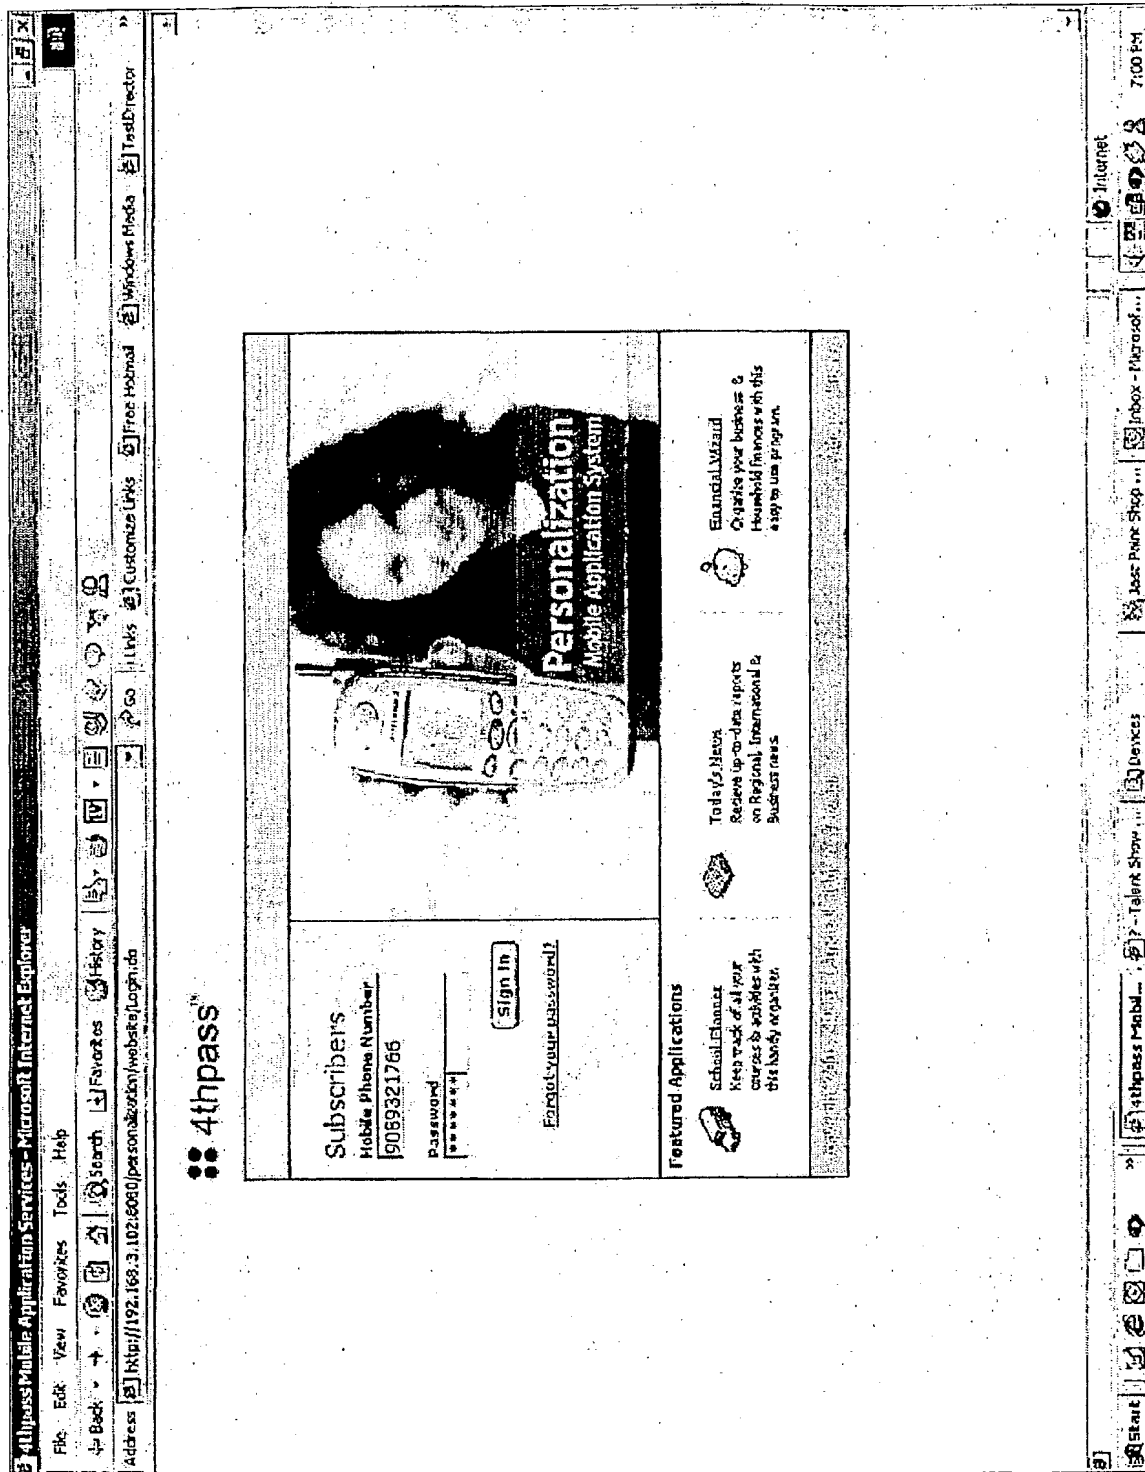 4thpass Mobile Application Services - Microsoft Internet Explorer
File Edit View Favorites Tools Help
Back Search Favorites History
Address http://192.168.3.102:8080/personalization/website/Login.do Go Links Customize Links Free Hotmail Windows Media TestDirector
4thpass™
Subscribers
Mobile Phone Number
9089321766
Password
*******
Sign In
Forgot your password?
Personalization
Mobile Application System
Featured Applications
School Planner
Keep track of all your
courses & activities with
this handy organizer.
Today's News
Recieve up-to-date reports
on Regional, International &
Business news.
Financial Wizard
Organize your business &
Household finances with this
easy to use program.
Internet
Start 4thpass Mobil... ? - Talent Show ... Devices Jasc Paint Shop ... Inbox - Microsof... 7:00 PM